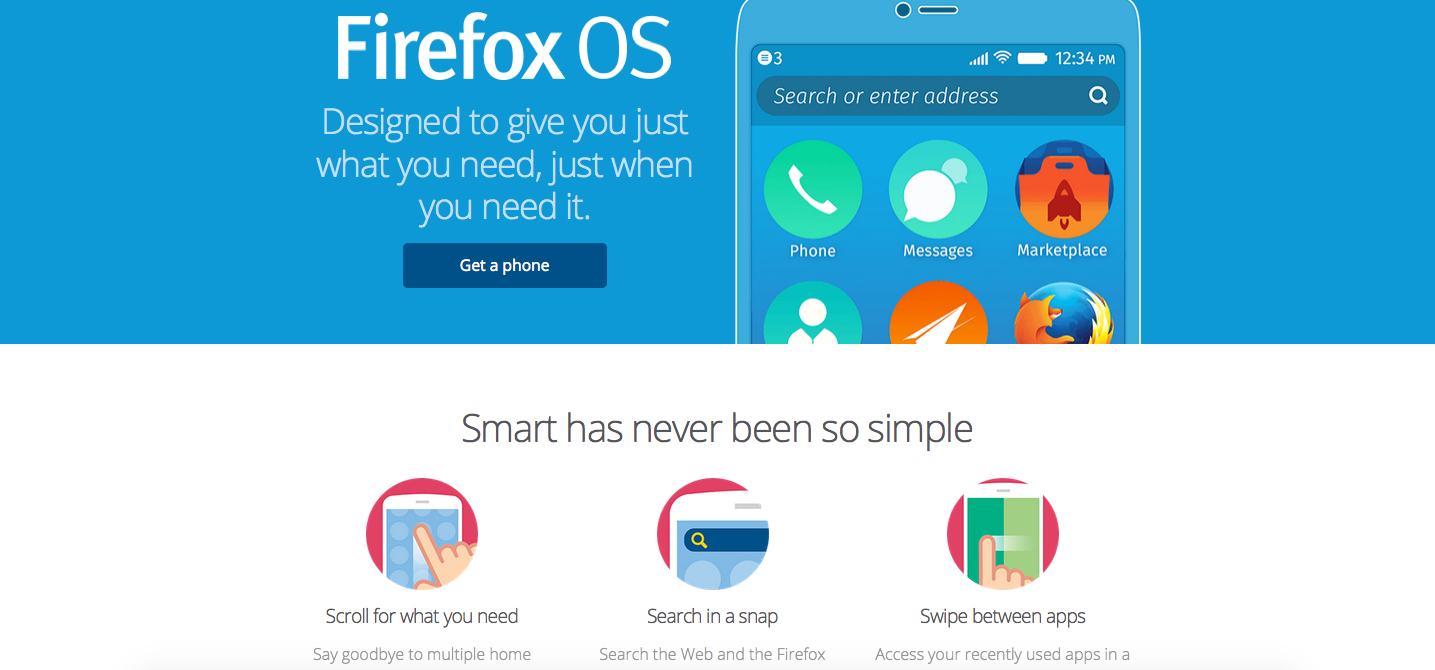 Firefox OS
Designed to give you just
what you need, just when
you need it.
Get a phone
3
12:34 PM
Search or enter address
Phone
Messages
Marketplace
Smart has never been so simple
Scroll for what you need
Search in a snap
Swipe between apps
Say goodbye to multiple home
Search the Web and the Firefox
Access your recently used apps in a